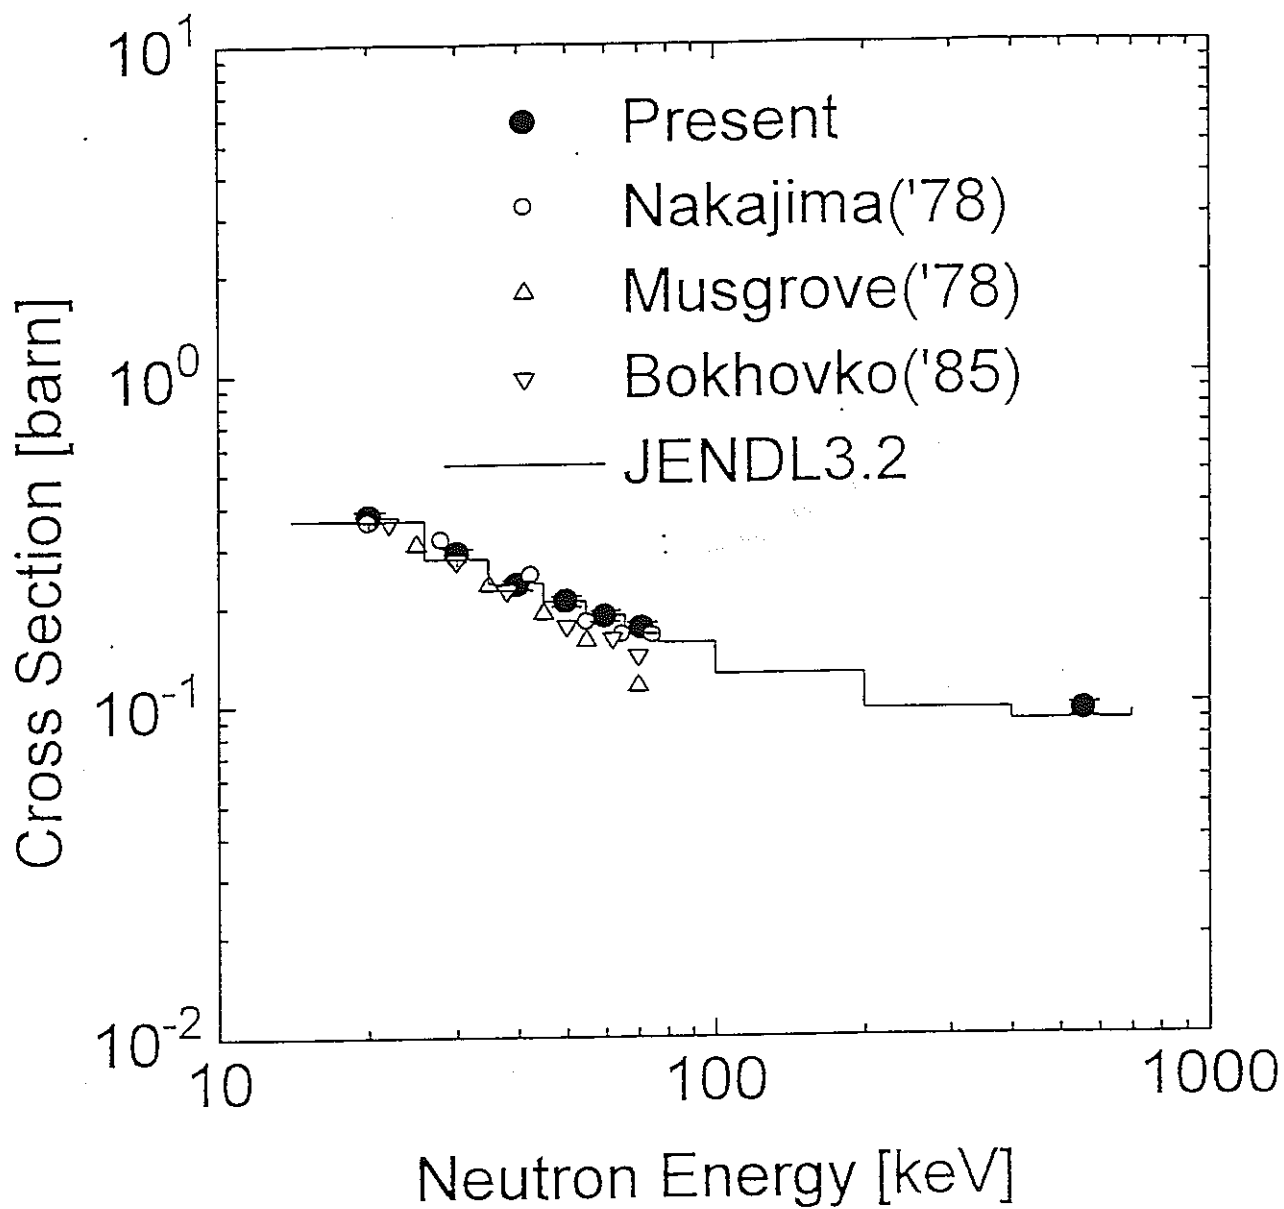 10^1
Present
Nakajima('78)
Musgrove('78)
Bokhovko('85)
JENDL3.2
10^0
10^-1
10^-2
Cross Section [barn]
10
100
1000
Neutron Energy [keV]